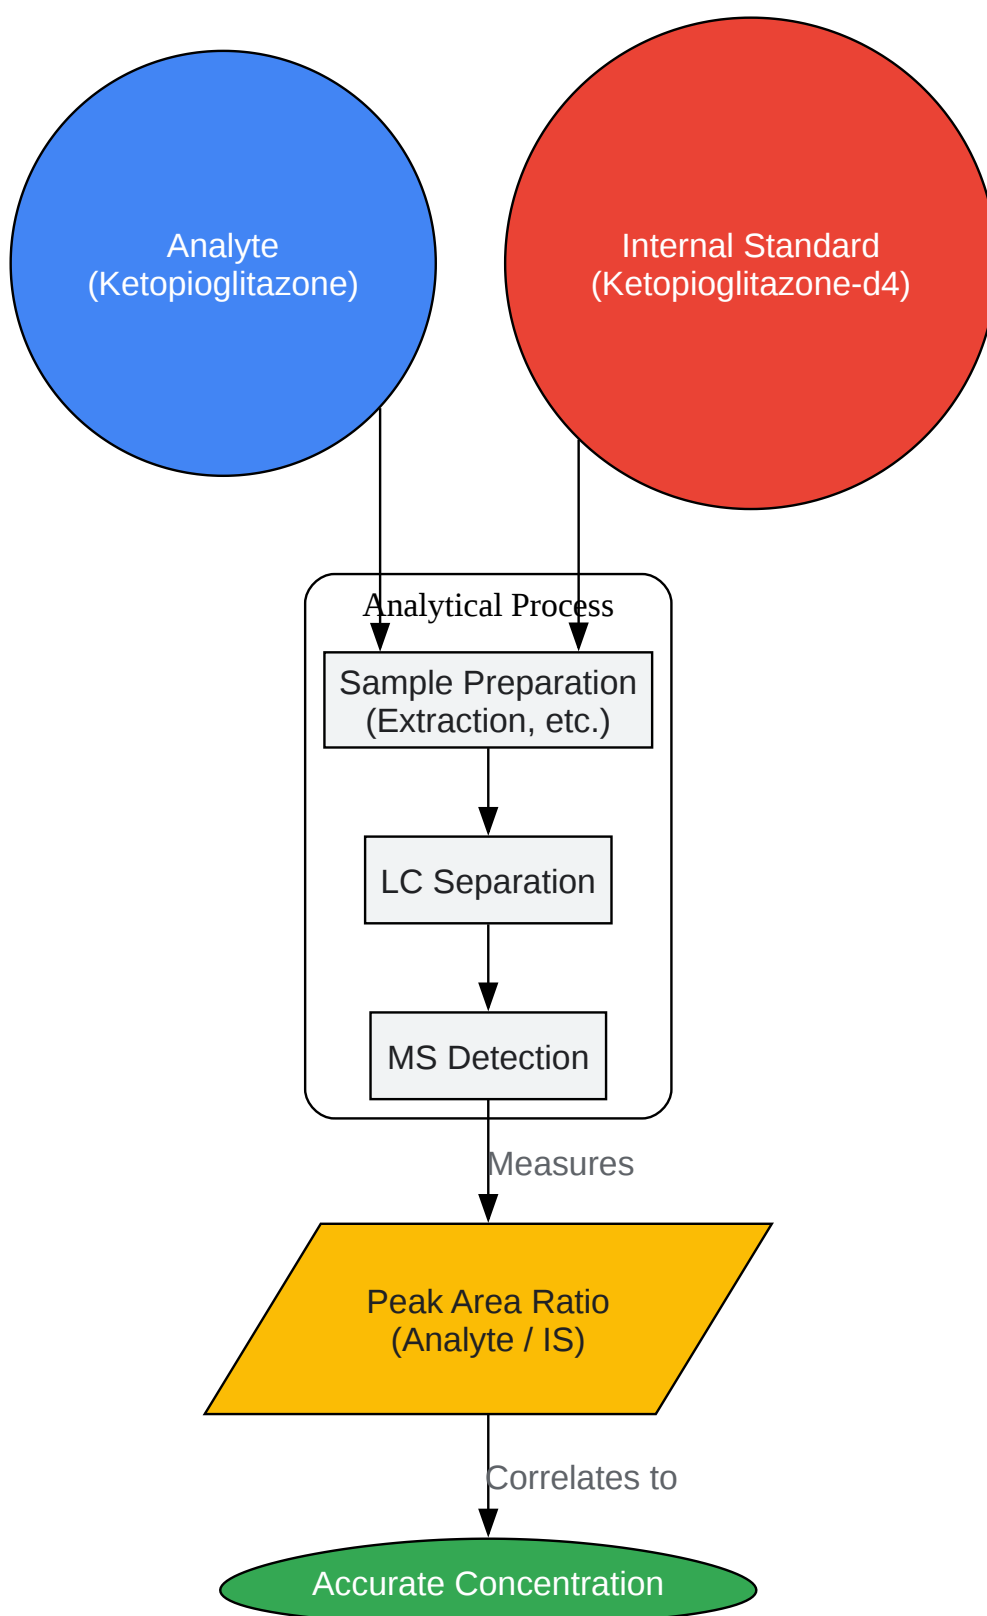 Analyte
(Ketopioglitazone)
Internal Standard
(Ketopioglitazone-d4)
Analytical Process
Sample Preparation
(Extraction, etc.)
LC Separation
MS Detection
Measures
Peak Area Ratio
(Analyte / IS)
Correlates to
Accurate Concentration